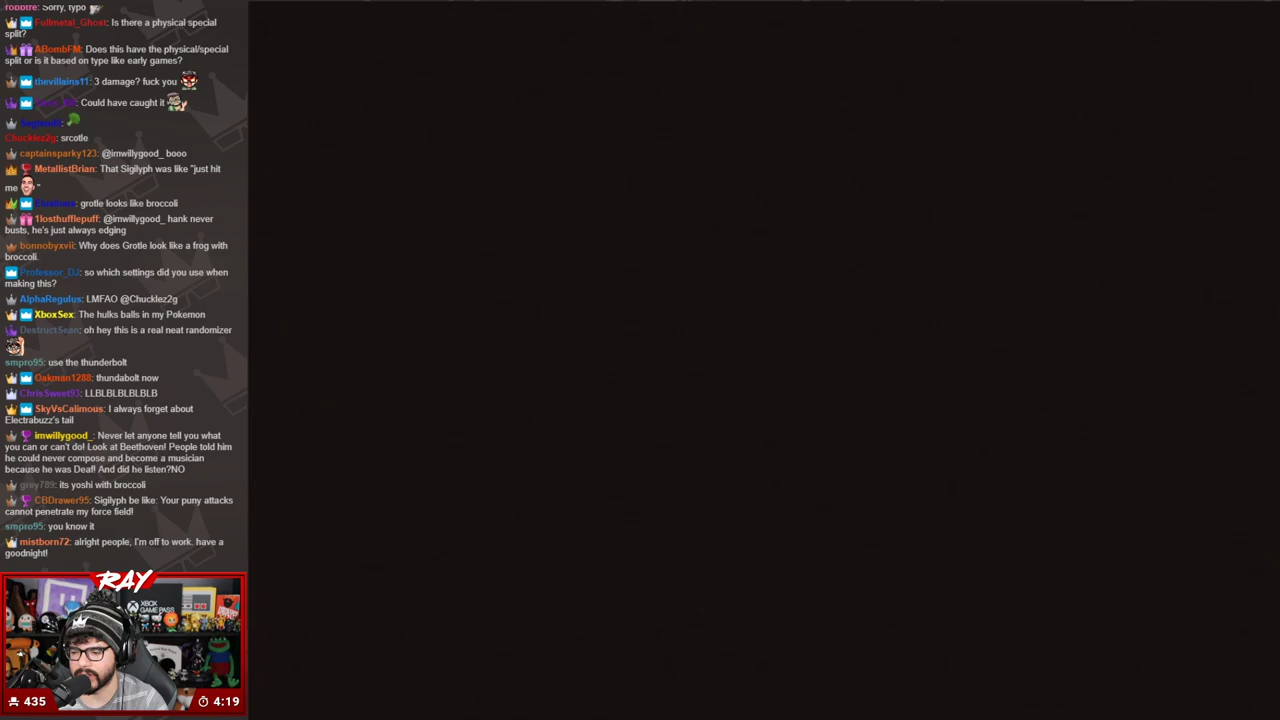 robotre: Sorry, typo
Fullmetal_Ghost: Is there a physical special
split?
ABombFM: Does this have the physical/special
split or is it based on type like early games?
thevillains11: 3 damage? fuck you
: Could have caught it
Chucklez2g: srcotle
captainsparky123: @imwillygood_ booo
MetallistBrian: That Sigilyph was like "just hit
me "
: grotle looks like broccoli
1losthufflepuff: @imwillygood_ hank never
busts, he's just always edging
bonnobyxvii: Why does Grotle look like a frog with
broccoli.
Professor_DJ: so which settings did you use when
making this?
AlphaRegulus: LMFAO @Chucklez2g
XboxSex: The hulks balls in my Pokemon
DestructSean: oh hey this is a real neat randomizer
smpro95: use the thunderbolt
Oakman1288: thundabolt now
ChrisSweet93: LLBLBLBLBLBLB
SkyVsCalimous: I always forget about
Electrabuzz's tail
imwillygood_: Never let anyone tell you what
you can or can't do! Look at Beethoven! People told him
he could never compose and become a musician
because he was Deaf! And did he listen?NO
grey789: its yoshi with broccoli
CBDrawer95: Sigilyph be like: Your puny attacks
cannot penetrate my force field!
smpro95: you know it
mistborn72: alright people, I'm off to work. have a
goodnight!
RAY
XBOX
GAME PASS
435
4:19